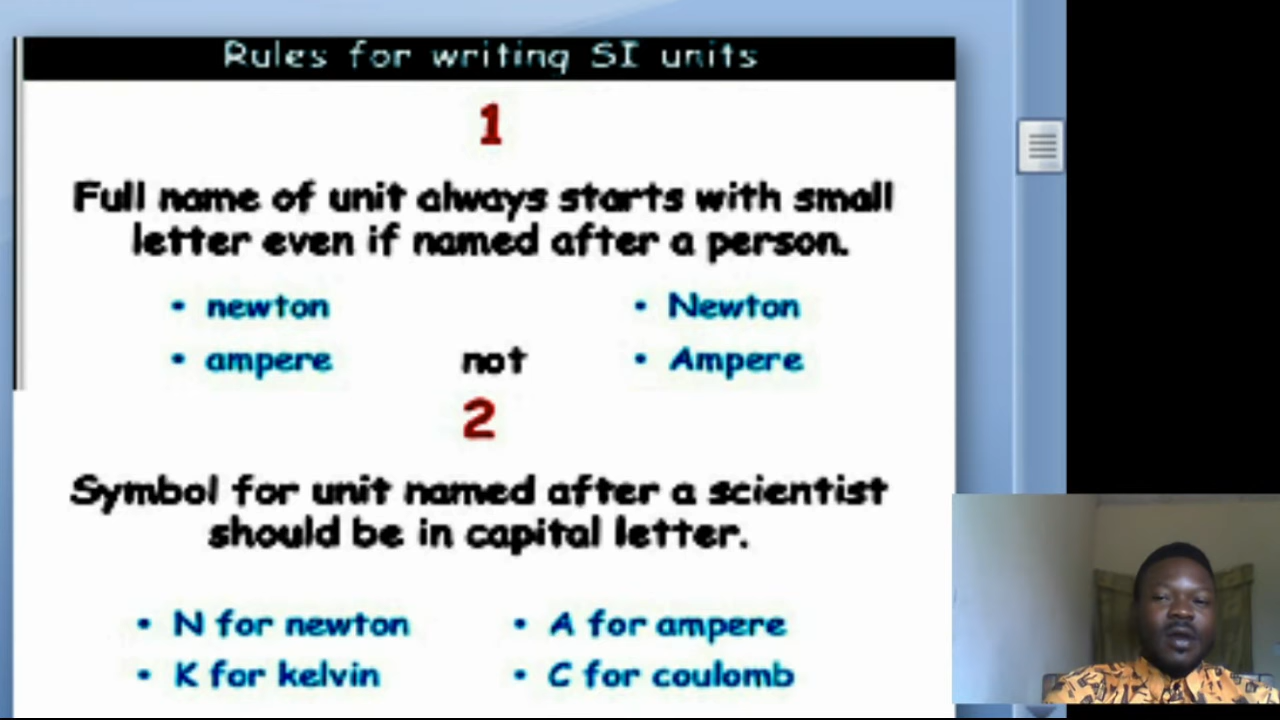 Rules for writing SI units
1
Full name of unit always starts with small
letter even if named after a person.
• newton • Newton
• ampere not • Ampere
2
Symbol for unit named after a scientist
should be in capital letter.
• N for newton • A for ampere
• K for kelvin • C for coulomb